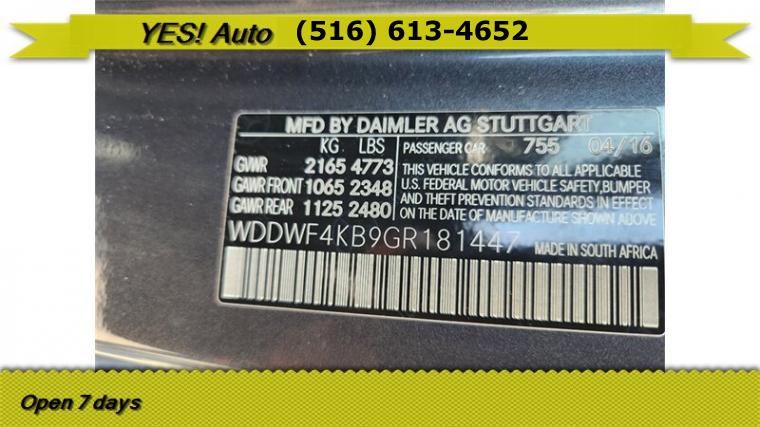 YES! Auto (516) 613-4652
MFD BY DAIMLER AG STUTTGART
KG LBS
GVWR 2165 4773
GAWR FRONT 1065 2348
GAWR REAR 1125 2480
PASSENGER CAR 755 04/16
THIS VEHICLE CONFORMS TO ALL APPLICABLE
U.S. FEDERAL MOTOR VEHICLE SAFETY, BUMPER
AND THEFT PREVENTION STANDARDS IN EFFECT
ON DATE OF MANUFACTURE SHOWN ABOVE
WDDWF4KB9GR181447 MADE IN SOUTH AFRICA
Open 7 days